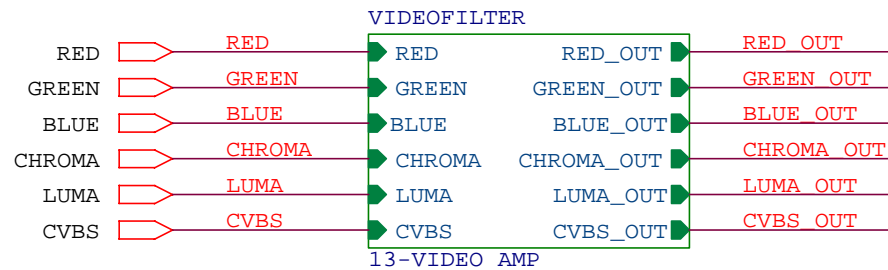 VIDEOFILTER
RED RED RED RED_OUT RED_OUT
GREEN GREEN GREEN GREEN_OUT GREEN_OUT
BLUE BLUE BLUE BLUE_OUT BLUE_OUT
CHROMA CHROMA CHROMA CHROMA_OUT CHROMA_OUT
LUMA LUMA LUMA LUMA_OUT LUMA_OUT
CVBS CVBS CVBS CVBS_OUT CVBS_OUT
13-VIDEO AMP